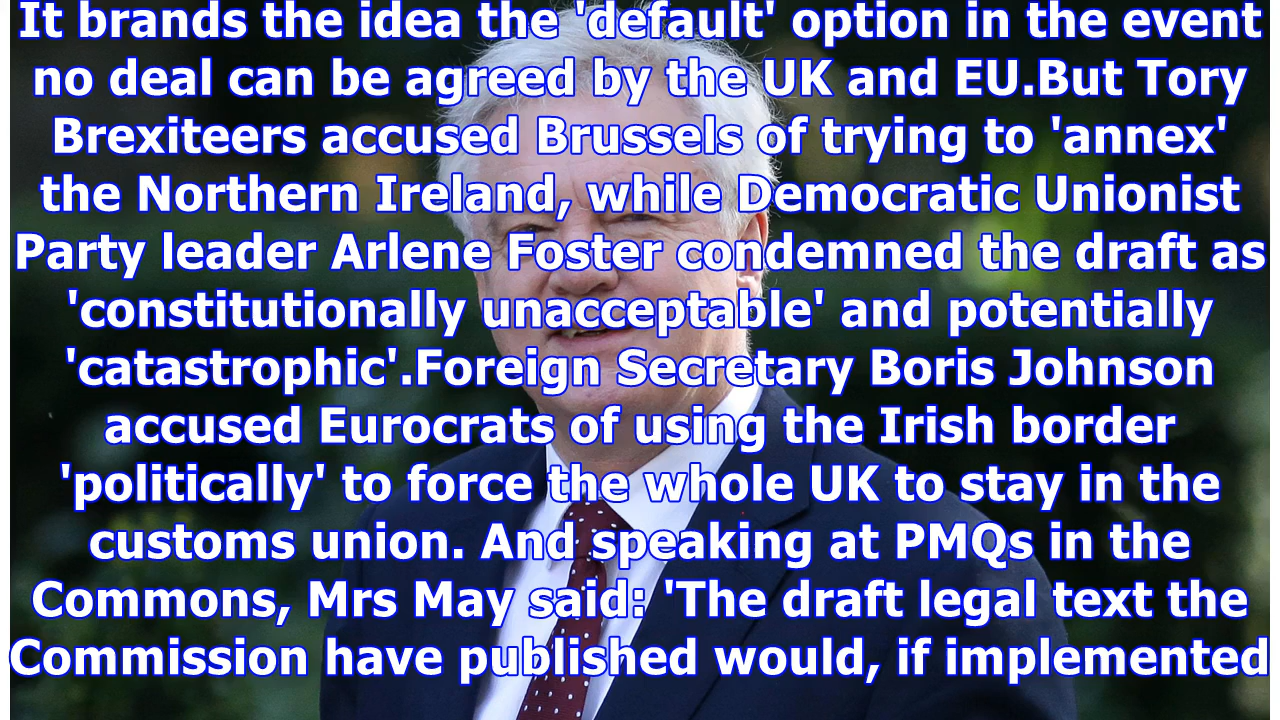 It brands the idea the 'default' option in the event
no deal can be agreed by the UK and EU.But Tory
Brexiteers accused Brussels of trying to 'annex'
the Northern Ireland, while Democratic Unionist
Party leader Arlene Foster condemned the draft as
'constitutionally unacceptable' and potentially
'catastrophic'.Foreign Secretary Boris Johnson
accused Eurocrats of using the Irish border
'politically' to force the whole UK to stay in the
customs union. And speaking at PMQs in the
Commons, Mrs May said: 'The draft legal text the
Commission have published would, if implemented